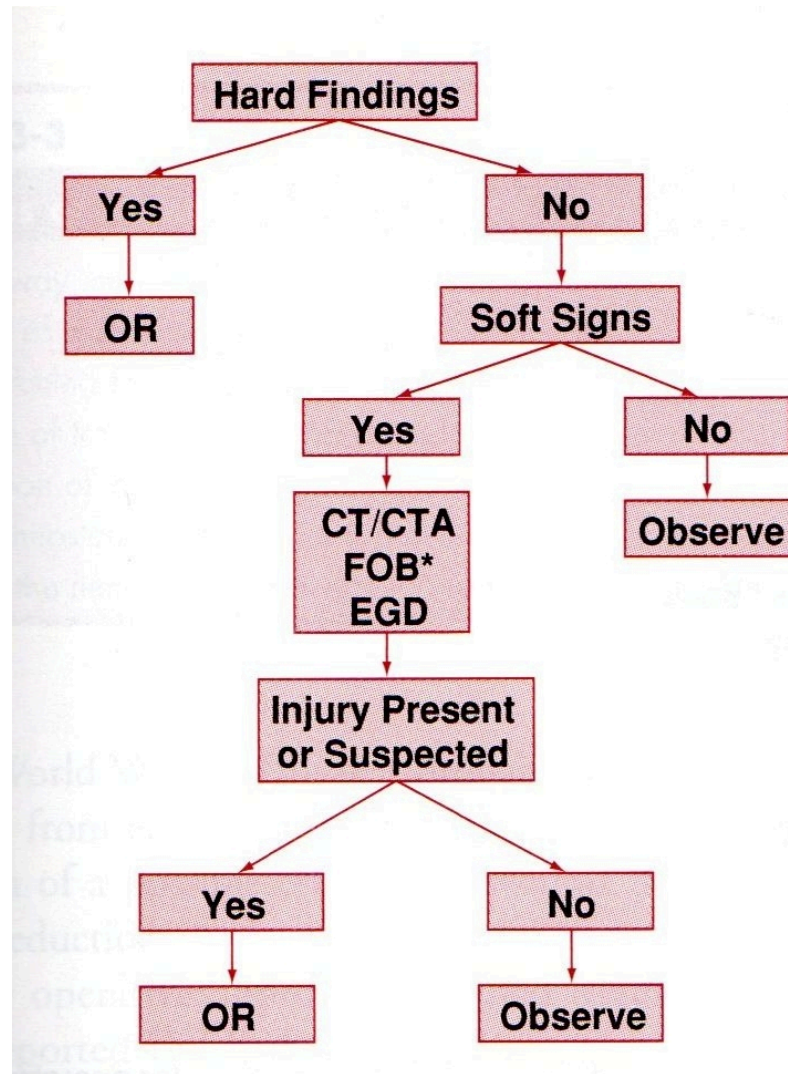 Hard Findings
Yes
No
OR
Soft Signs
Yes
No
CT/CTA
FOB*
EGD
Observe
Injury Present
or Suspected
Yes
No
OR
Observe